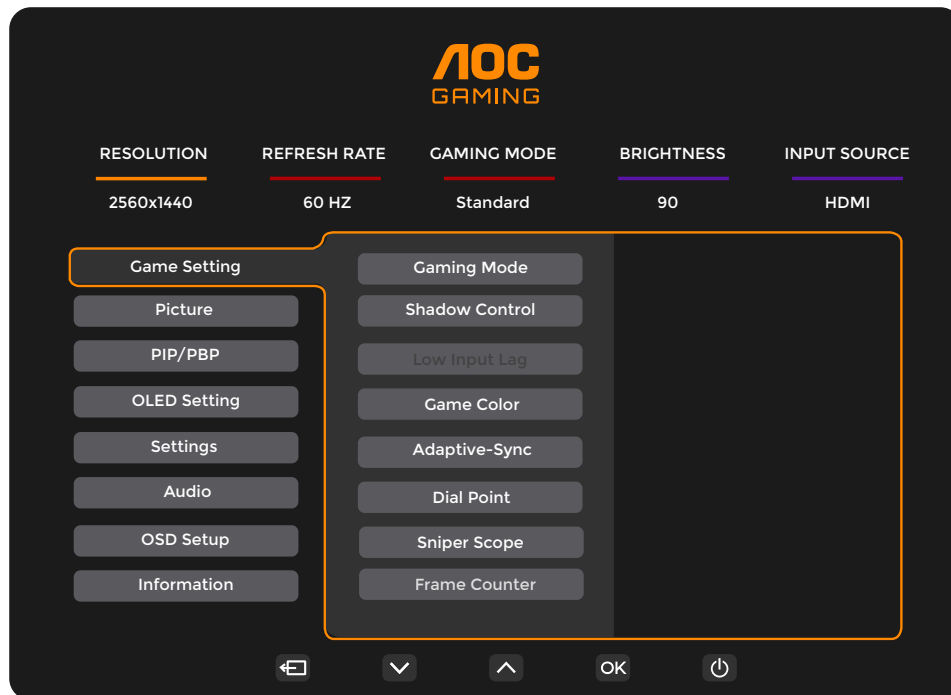 AOC
GAMING
RESOLUTION REFRESH RATE GAMING MODE BRIGHTNESS INPUT SOURCE
2560x1440 60 HZ Standard 90 HDMI
Game Setting
Picture
PIP/PBP
OLED Setting
Settings
Audio
OSD Setup
Information
Gaming Mode
Shadow Control
Low Input Lag
Game Color
Adaptive-Sync
Dial Point
Sniper Scope
Frame Counter
OK